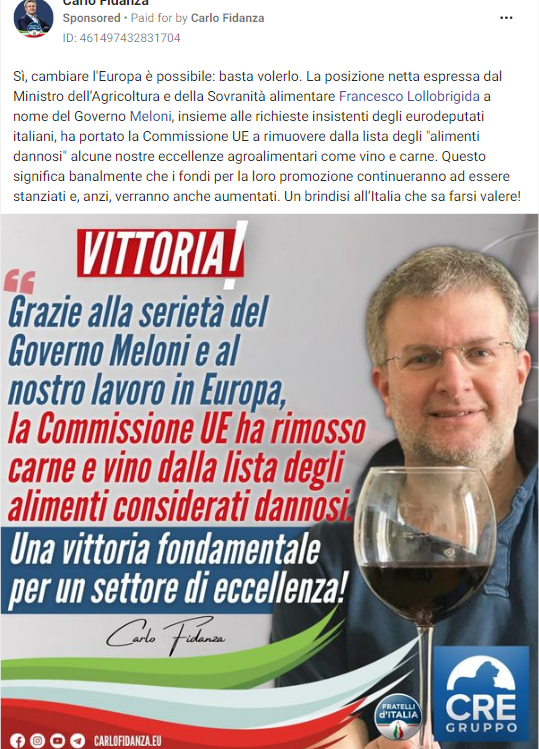 Carlo Fidanza
Sponsored • Paid for by Carlo Fidanza
ID: 461497432831704
Sì, cambiare l'Europa è possibile: basta volerlo. La posizione netta espressa dal
Ministro dell’Agricoltura e della Sovranità alimentare Francesco Lollobrigida a
nome del Governo Meloni, insieme alle richieste insistenti degli eurodeputati
italiani, ha portato la Commissione UE a rimuovere dalla lista degli "alimenti
dannosi" alcune nostre eccellenze agroalimentari come vino e carne. Questo
significa banalmente che i fondi per la loro promozione continueranno ad essere
stanziati e, anzi, verranno anche aumentati. Un brindisi all’Italia che sa farsi valere!
VITTORIA!
“
Grazie alla serietà del
Governo Meloni e al
nostro lavoro in Europa,
la Commissione UE ha rimosso
carne e vino dalla lista degli
alimenti considerati dannosi.
Una vittoria fondamentale
per un settore di eccellenza!
Carlo Fidanza
FRATELLI
d'ITALIA
CRE
GRUPPO
CARLOFIDANZA.EU